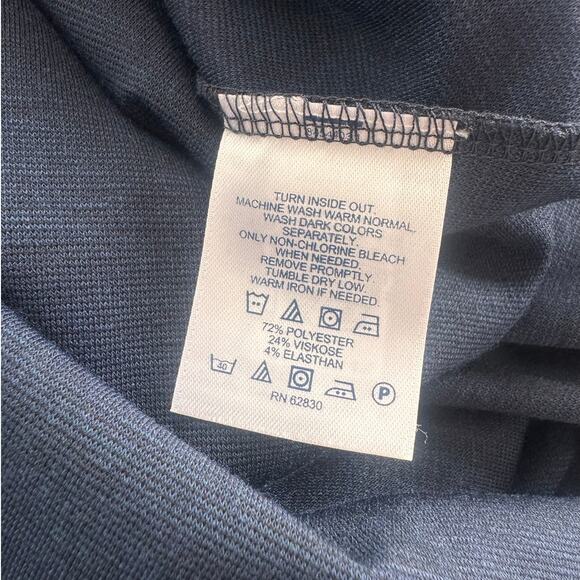 TURN INSIDE OUT.
MACHINE WASH WARM NORMAL.
WASH DARK COLORS
SEPARATELY.
ONLY NON-CHLORINE BLEACH
WHEN NEEDED.
REMOVE PROMPTLY.
TUMBLE DRY LOW.
WARM IRON IF NEEDED.
72% POLYESTER
24% VISKOSE
4% ELASTHAN
40 P
RN 62830